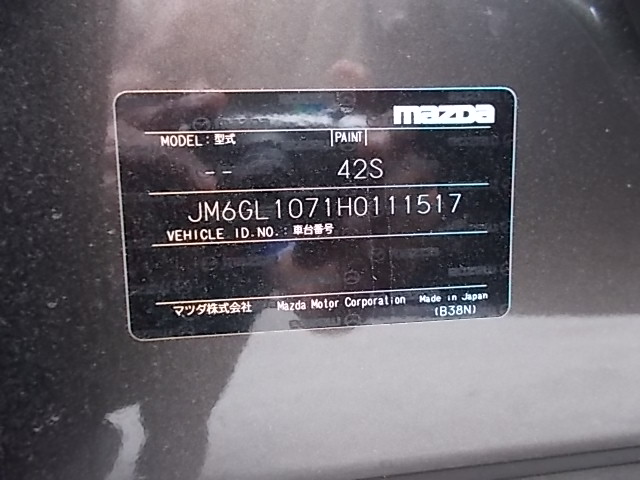 mazda
MODEL : 型式 PAINT
-- 42S
JM6GL1071H0111517
VEHICLE ID.NO. : 車台番号
マツダ株式会社 Mazda Motor Corporation Made in Japan
(B38N)